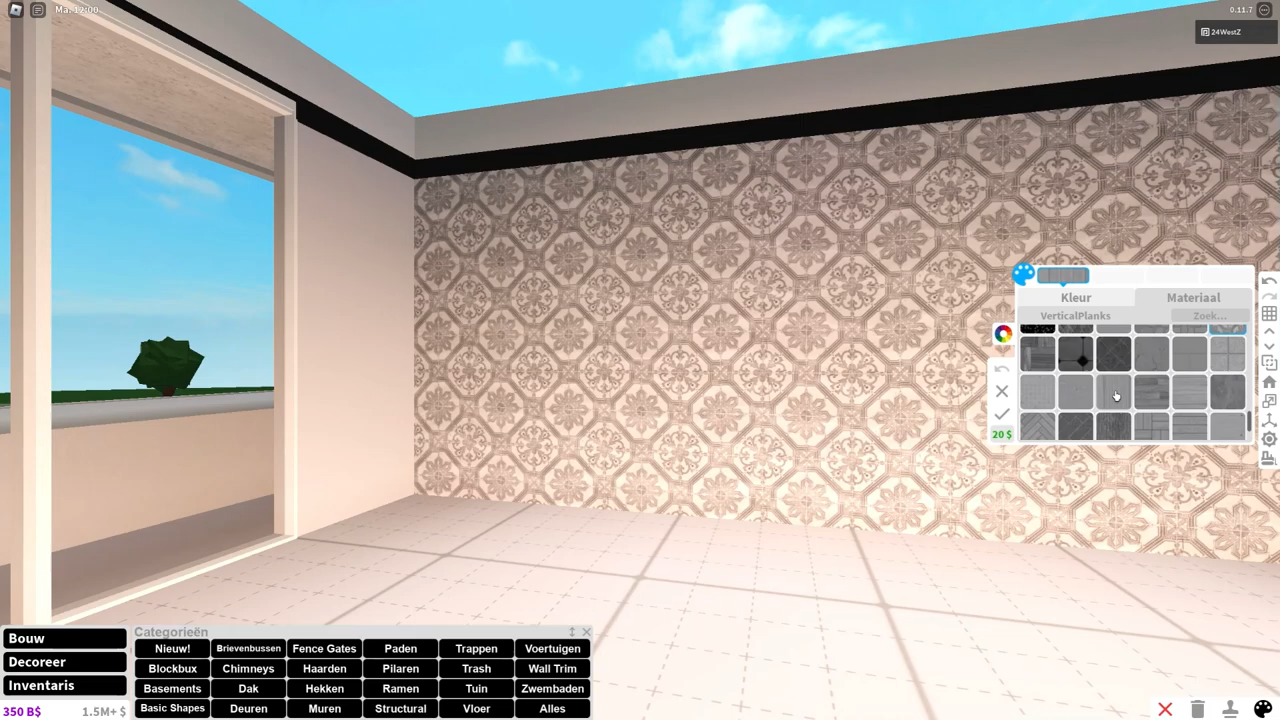 Ma. 12:00
0.11.7
24WestZ
Kleur
Materiaal
VerticalPlanks
Zoek...
20 $
Categorieën
Bouw
Decoreer
Inventaris
Nieuw!
Brievenbussen
Fence Gates
Paden
Trappen
Voertuigen
Blockbux
Chimneys
Haarden
Pilaren
Trash
Wall Trim
Basements
Dak
Hekken
Ramen
Tuin
Zwembaden
Basic Shapes
Deuren
Muren
Structural
Vloer
Alles
350 B$
1.5M+ $